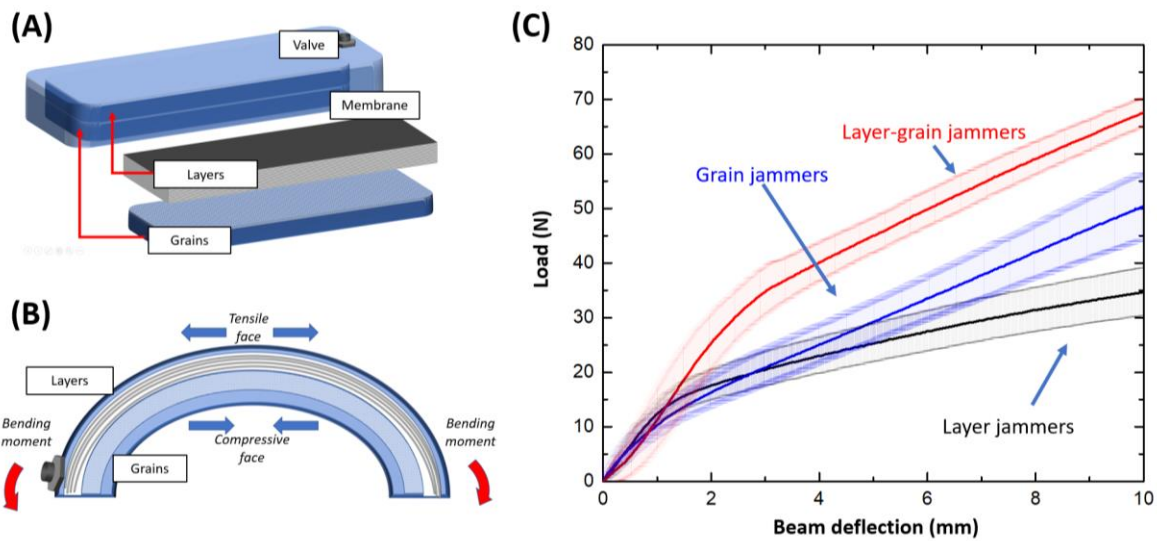 (A)
Valve
Membrane
Layers
Grains
(B)
Tensile
face
Layers
Bending
moment
Bending
moment
Compressive
face
Grains
(C)
80
70
60
50
40
30
20
10
0
Load (N)
Layer-grain jammers
Grain jammers
Layer jammers
0
2
4
6
8
10
Beam deflection (mm)